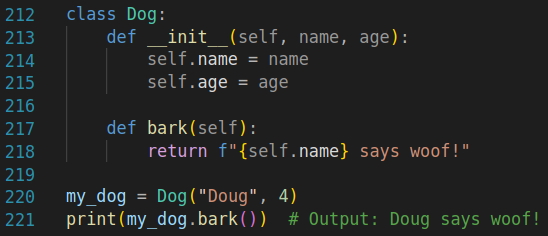 212 class Dog:
213     def __init__(self, name, age):
214         self.name = name
215         self.age = age
216
217     def bark(self):
218         return f"{self.name} says woof!"
219
220 my_dog = Dog("Doug", 4)
221 print(my_dog.bark())  # Output: Doug says woof!